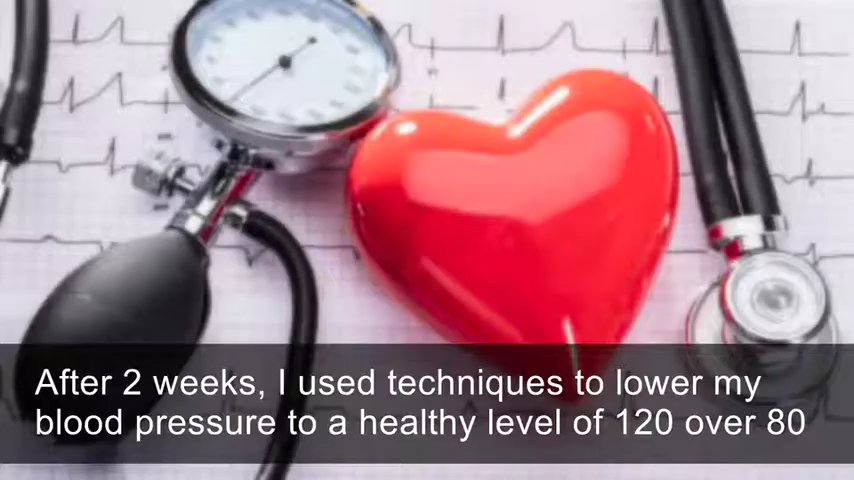 After 2 weeks, I used techniques to lower my
blood pressure to a healthy level of 120 over 80